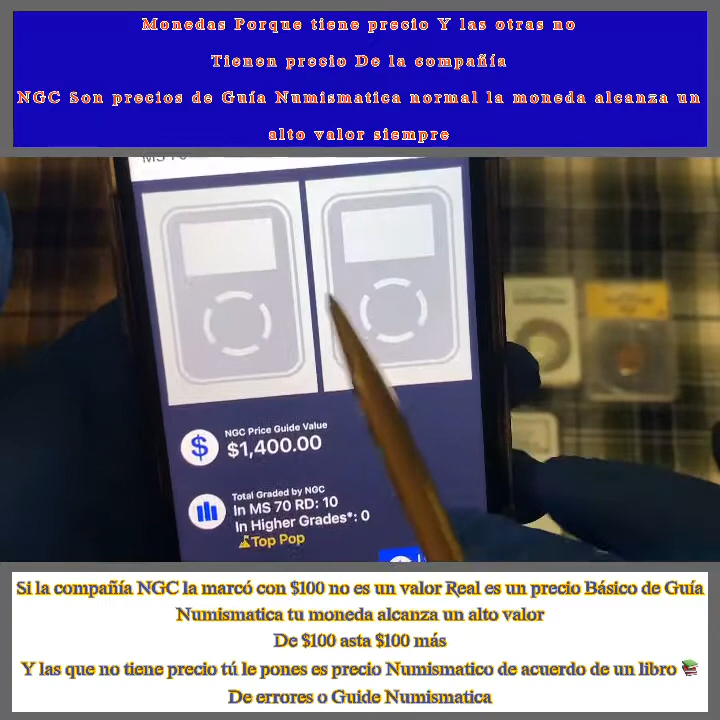 Monedas Porque tiene precio Y las otras no
Tienen precio De la compañía
NGC Son precios de Guía Numismatica normal la moneda alcanza un
alto valor siempre
NGC Price Guide Value
$1,400.00
Total Graded by NGC
In MS 70 RD: 10
In Higher Grades*: 0
Top Pop
Si la compañía NGC la marcó con $100 no es un valor Real es un precio Básico de Guía
Numismatica tu moneda alcanza un alto valor
De $100 asta $100 más
Y las que no tiene precio tú le pones es precio Numismatico de acuerdo de un libro 📚
De errores o Guide Numismatica